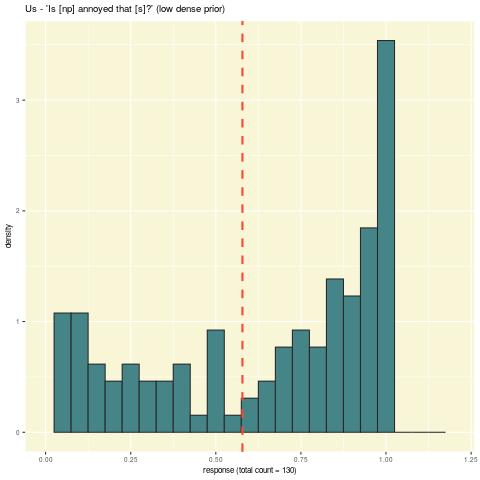 Us - 'Is [np] annoyed that [s]?' (low dense prior)
density
3
2
1
0
0.00 0.25 0.50 0.75 1.00 1.25
response (total count = 130)